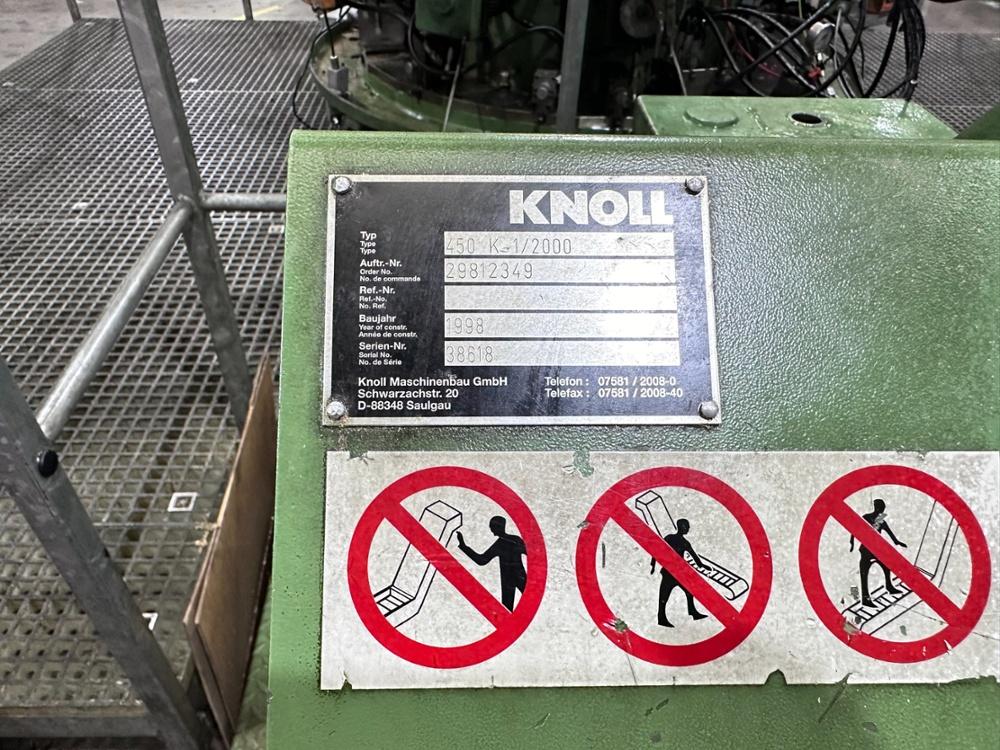 KNOLL
Typ
Type
Type
450 K-1/2000
Auftr.-Nr.
Order No.
No. de commande
29812349
Ref.-Nr.
Ref.-No.
No. Ref.
Baujahr
Year of constr.
Année de constr.
1998
Serien-Nr.
Serial No.
No. de Série
38618
Knoll Maschinenbau GmbH
Schwarzachstr. 20
D-88348 Saulgau
Telefon : 07581 / 2008-0
Telefax : 07581 / 2008-40